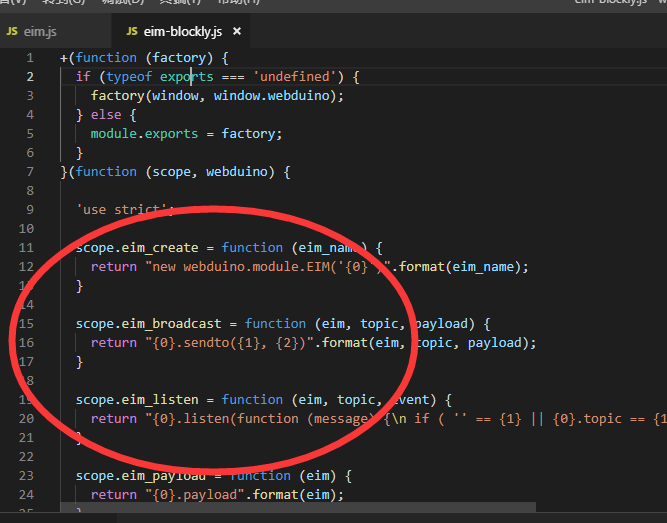 eim-blockly.js
JS eim.js JS eim-blockly.js ×
1 +(function (factory) {
2 if (typeof exports === 'undefined') {
3 factory(window, window.webduino);
4 } else {
5 module.exports = factory;
6 }
7 }(function (scope, webduino) {
8
9 'use strict';
10
11 scope.eim_create = function (eim_name) {
12 return "new webduino.module.EIM('{0}')".format(eim_name);
13 }
14
15 scope.eim_broadcast = function (eim, topic, payload) {
16 return "{0}.sendto({1}, {2})".format(eim, topic, payload);
17 }
18
19 scope.eim_listen = function (eim, topic, event) {
20 return "{0}.listen(function (message) {\n if ( '' == {1} || {0}.topic == {1
21 }
22
23 scope.eim_payload = function (eim) {
24 return "{0}.payload".format(eim);